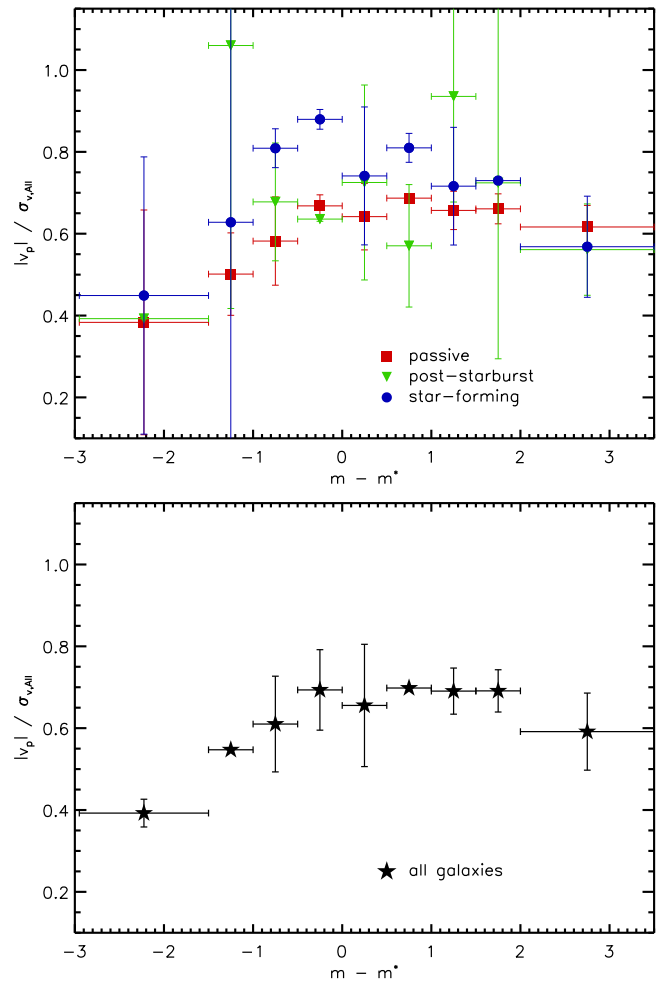 1.0
0.8
0.6
0.4
0.2
|v_p| / σ_v,All
passive
post-starburst
star-forming
-3 -2 -1 0 1 2 3
m - m*
1.0
0.8
0.6
0.4
0.2
|v_p| / σ_v,All
all galaxies
-3 -2 -1 0 1 2 3
m - m*